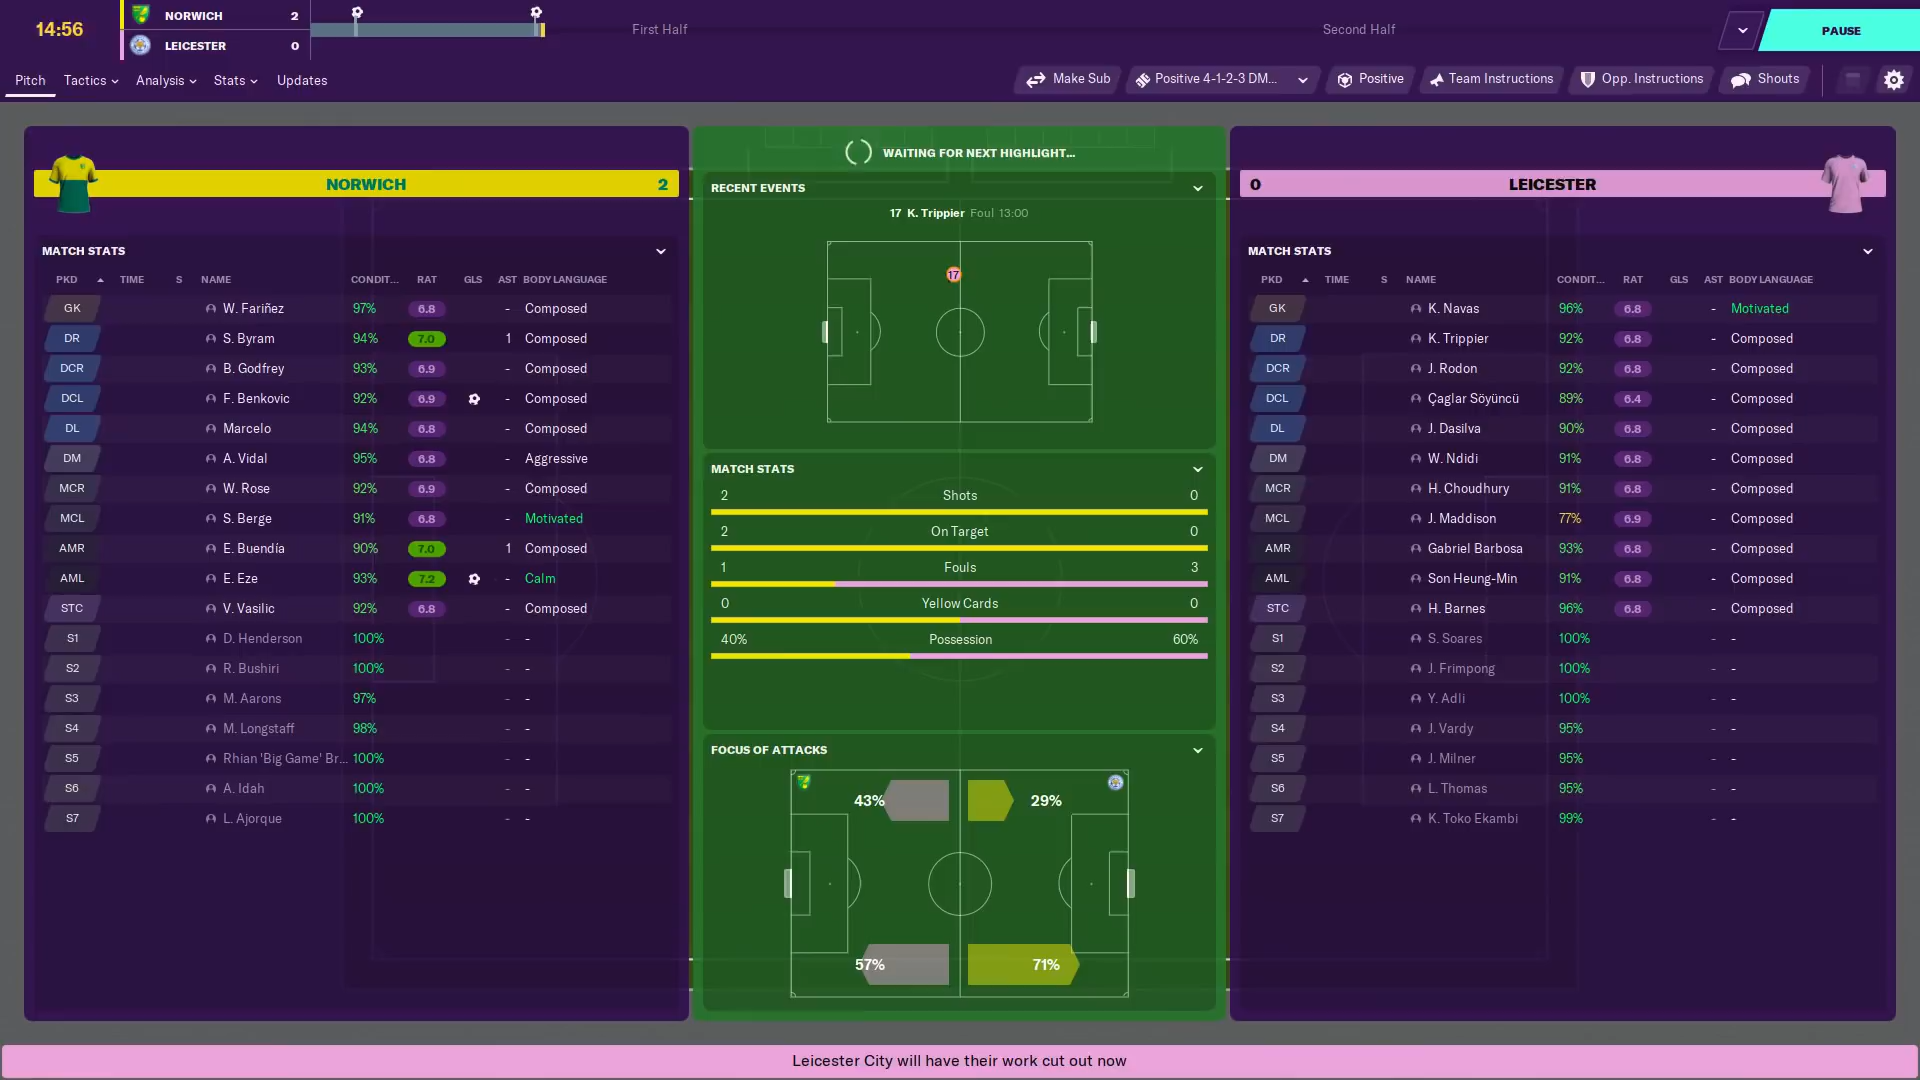 14:56
NORWICH 2
LEICESTER 0
First Half
Second Half
PAUSE
Pitch Tactics Analysis Stats Updates
Make Sub Positive 4-1-2-3 DM... Positive Team Instructions Opp. Instructions Shouts
NORWICH 2
MATCH STATS
PKD TIME S NAME CONDIT... RAT GLS AST BODY LANGUAGE
GK W. Fariñez 97% 6.8 - Composed
DR S. Byram 94% 7.0 1 Composed
DCR B. Godfrey 93% 6.9 - Composed
DCL F. Benkovic 92% 6.9 - Composed
DL Marcelo 94% 6.8 - Composed
DM A. Vidal 95% 6.8 - Aggressive
MCR W. Rose 92% 6.9 - Composed
MCL S. Berge 91% 6.8 - Motivated
AMR E. Buendía 90% 7.0 1 Composed
AML E. Eze 93% 7.2 - Calm
STC V. Vasilic 92% 6.8 - Composed
S1 D. Henderson 100% - -
S2 R. Bushiri 100% - -
S3 M. Aarons 97% - -
S4 M. Longstaff 98% - -
S5 Rhian 'Big Game' Br... 100% - -
S6 A. Idah 100% - -
S7 L. Ajorque 100% - -
WAITING FOR NEXT HIGHLIGHT...
RECENT EVENTS
17 K. Trippier Foul 13:00
17
MATCH STATS
2 Shots 0
2 On Target 0
1 Fouls 3
0 Yellow Cards 0
40% Possession 60%
FOCUS OF ATTACKS
43% 29%
57% 71%
0 LEICESTER
MATCH STATS
PKD TIME S NAME CONDIT... RAT GLS AST BODY LANGUAGE
GK K. Navas 96% 6.8 - Motivated
DR K. Trippier 92% 6.8 - Composed
DCR J. Rodon 92% 6.8 - Composed
DCL Çaglar Söyüncü 89% 6.4 - Composed
DL J. Dasilva 90% 6.8 - Composed
DM W. Ndidi 91% 6.8 - Composed
MCR H. Choudhury 91% 6.8 - Composed
MCL J. Maddison 77% 6.9 - Composed
AMR Gabriel Barbosa 93% 6.8 - Composed
AML Son Heung-Min 91% 6.8 - Composed
STC H. Barnes 96% 6.8 - Composed
S1 S. Soares 100% - -
S2 J. Frimpong 100% - -
S3 Y. Adli 100% - -
S4 J. Vardy 95% - -
S5 J. Milner 95% - -
S6 L. Thomas 95% - -
S7 K. Toko Ekambi 99% - -
Leicester City will have their work cut out now